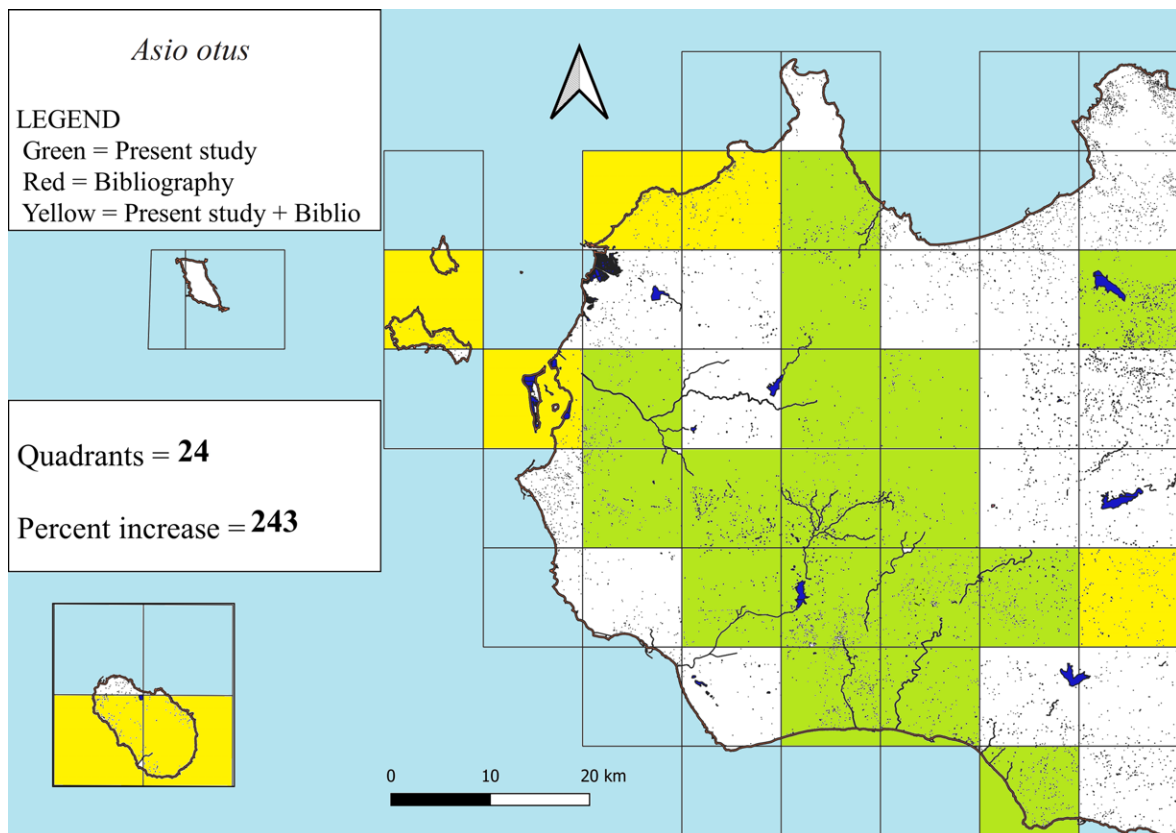 Asio otus
LEGEND
Green = Present study
Red = Bibliography
Yellow = Present study + Biblio
Quadrants = 24
Percent increase = 243
0 10 20 km